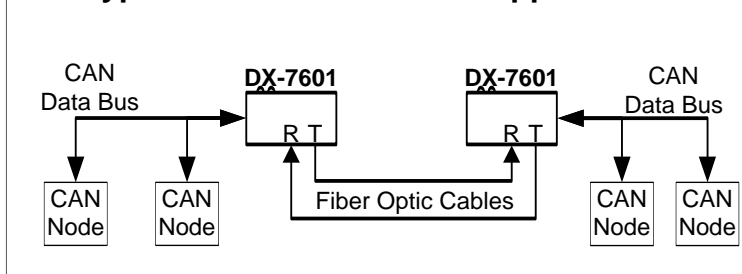 CAN
Data Bus
DX-7601
DX-7601
CAN
Data Bus
R T
R T
Fiber Optic Cables
CAN
Node
CAN
Node
CAN
Node
CAN
Node